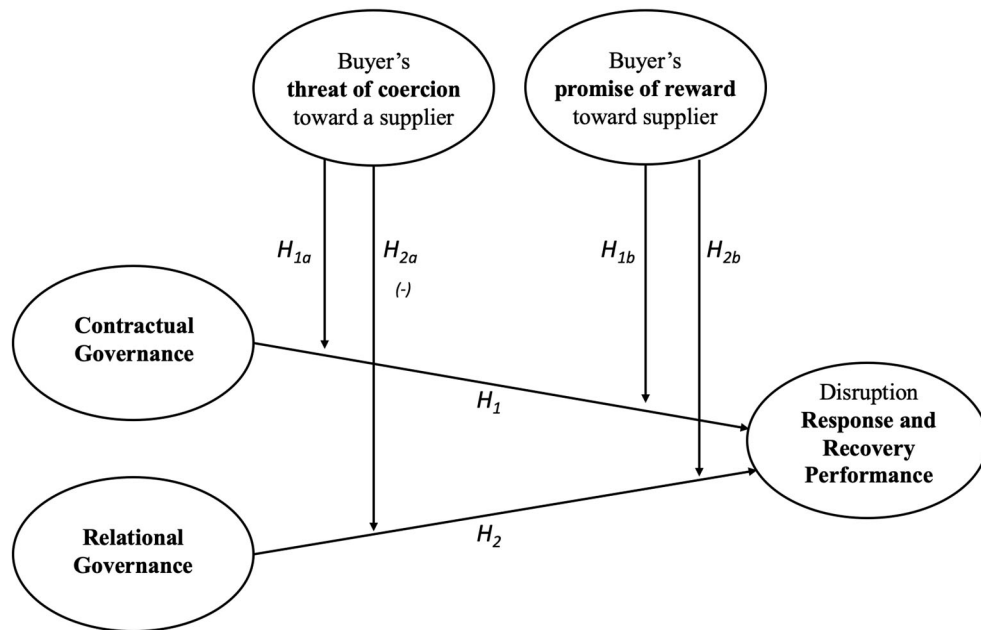 Buyer's
threat of coercion
toward a supplier
Buyer's
promise of reward
toward supplier
H1a
H2a
(-)
H1b
H2b
Contractual
Governance
H1
Disruption
Response and
Recovery
Performance
Relational
Governance
H2